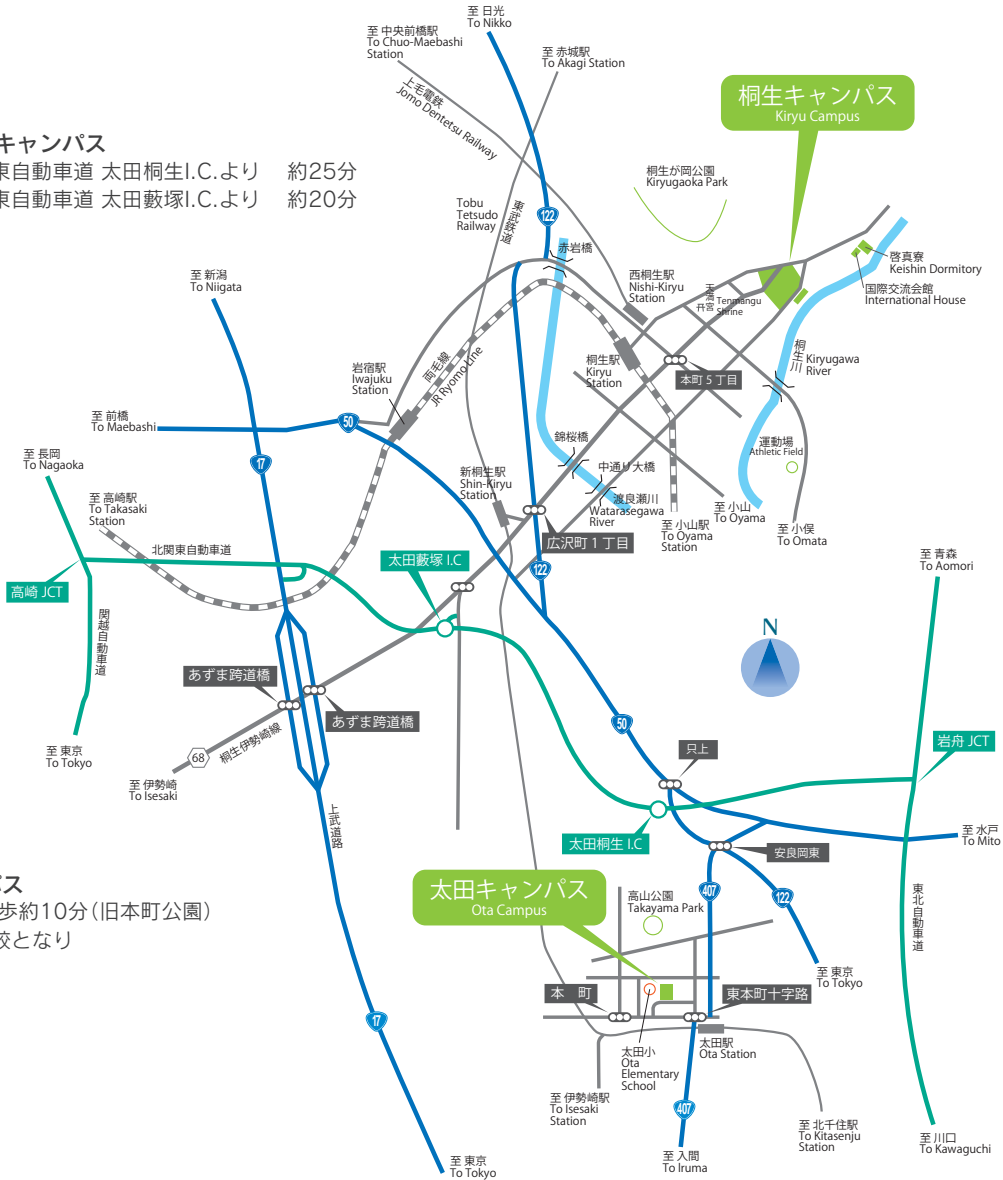 至 日光
To Nikko
至 中央前橋駅
To Chuo-Maebashi
Station
至 赤城駅
To Akagi Station
上毛電鉄
Jomo Dentetsu Railway
桐生キャンパス
Kiryu Campus
キャンパス
東自動車道 太田桐生I.C.より 約25分
東自動車道 太田藪塚I.C.より 約20分
桐生が岡公園
Kiryugaoka Park
Tobu
Tetsudo
Railway
東武鉄道
122
赤岩橋
啓真寮
Keishin Dormitory
国際交流会館
International House
至 新潟
To Niigata
西桐生駅
Nishi-Kiryu
Station
天満宮
Tenmangu
Shrine
桐生川
Kiryugawa
River
岩宿駅
Iwajuku
Station
両毛線
JR Ryomo Line
桐生駅
Kiryu
Station
本町5丁目
至 前橋
To Maebashi
50
17
錦桜橋
中通り大橋
運動場
Athletic Field
至 長岡
To Nagaoka
至 高崎駅
To Takasaki
Station
新桐生駅
Shin-Kiryu
Station
渡良瀬川
Watarasegawa
River
至 小山
To Oyama
至 小山駅
To Oyama
Station
至 小俣
To Omata
北関東自動車道
広沢町1丁目
太田藪塚 I.C
122
至 青森
To Aomori
高崎 JCT
関越自動車道
N
あずま跨道橋
あずま跨道橋
桐生伊勢崎線
68
至 東京
To Tokyo
至 伊勢崎
To Isesaki
50
只上
岩舟 JCT
上武道路
太田桐生 I.C
安良岡東
至 水戸
To Mito
パス
歩約10分(旧本町公園)
校となり
太田キャンパス
Ota Campus
高山公園
Takayama Park
407
122
東北自動車道
至 東京
To Tokyo
本 町
東本町十字路
17
太田小
Ota
Elementary
School
太田駅
Ota Station
至 伊勢崎駅
To Isesaki
Station
407
至 北千住駅
To Kitasenju
Station
至 川口
To Kawaguchi
至 入間
To Iruma
至 東京
To Tokyo